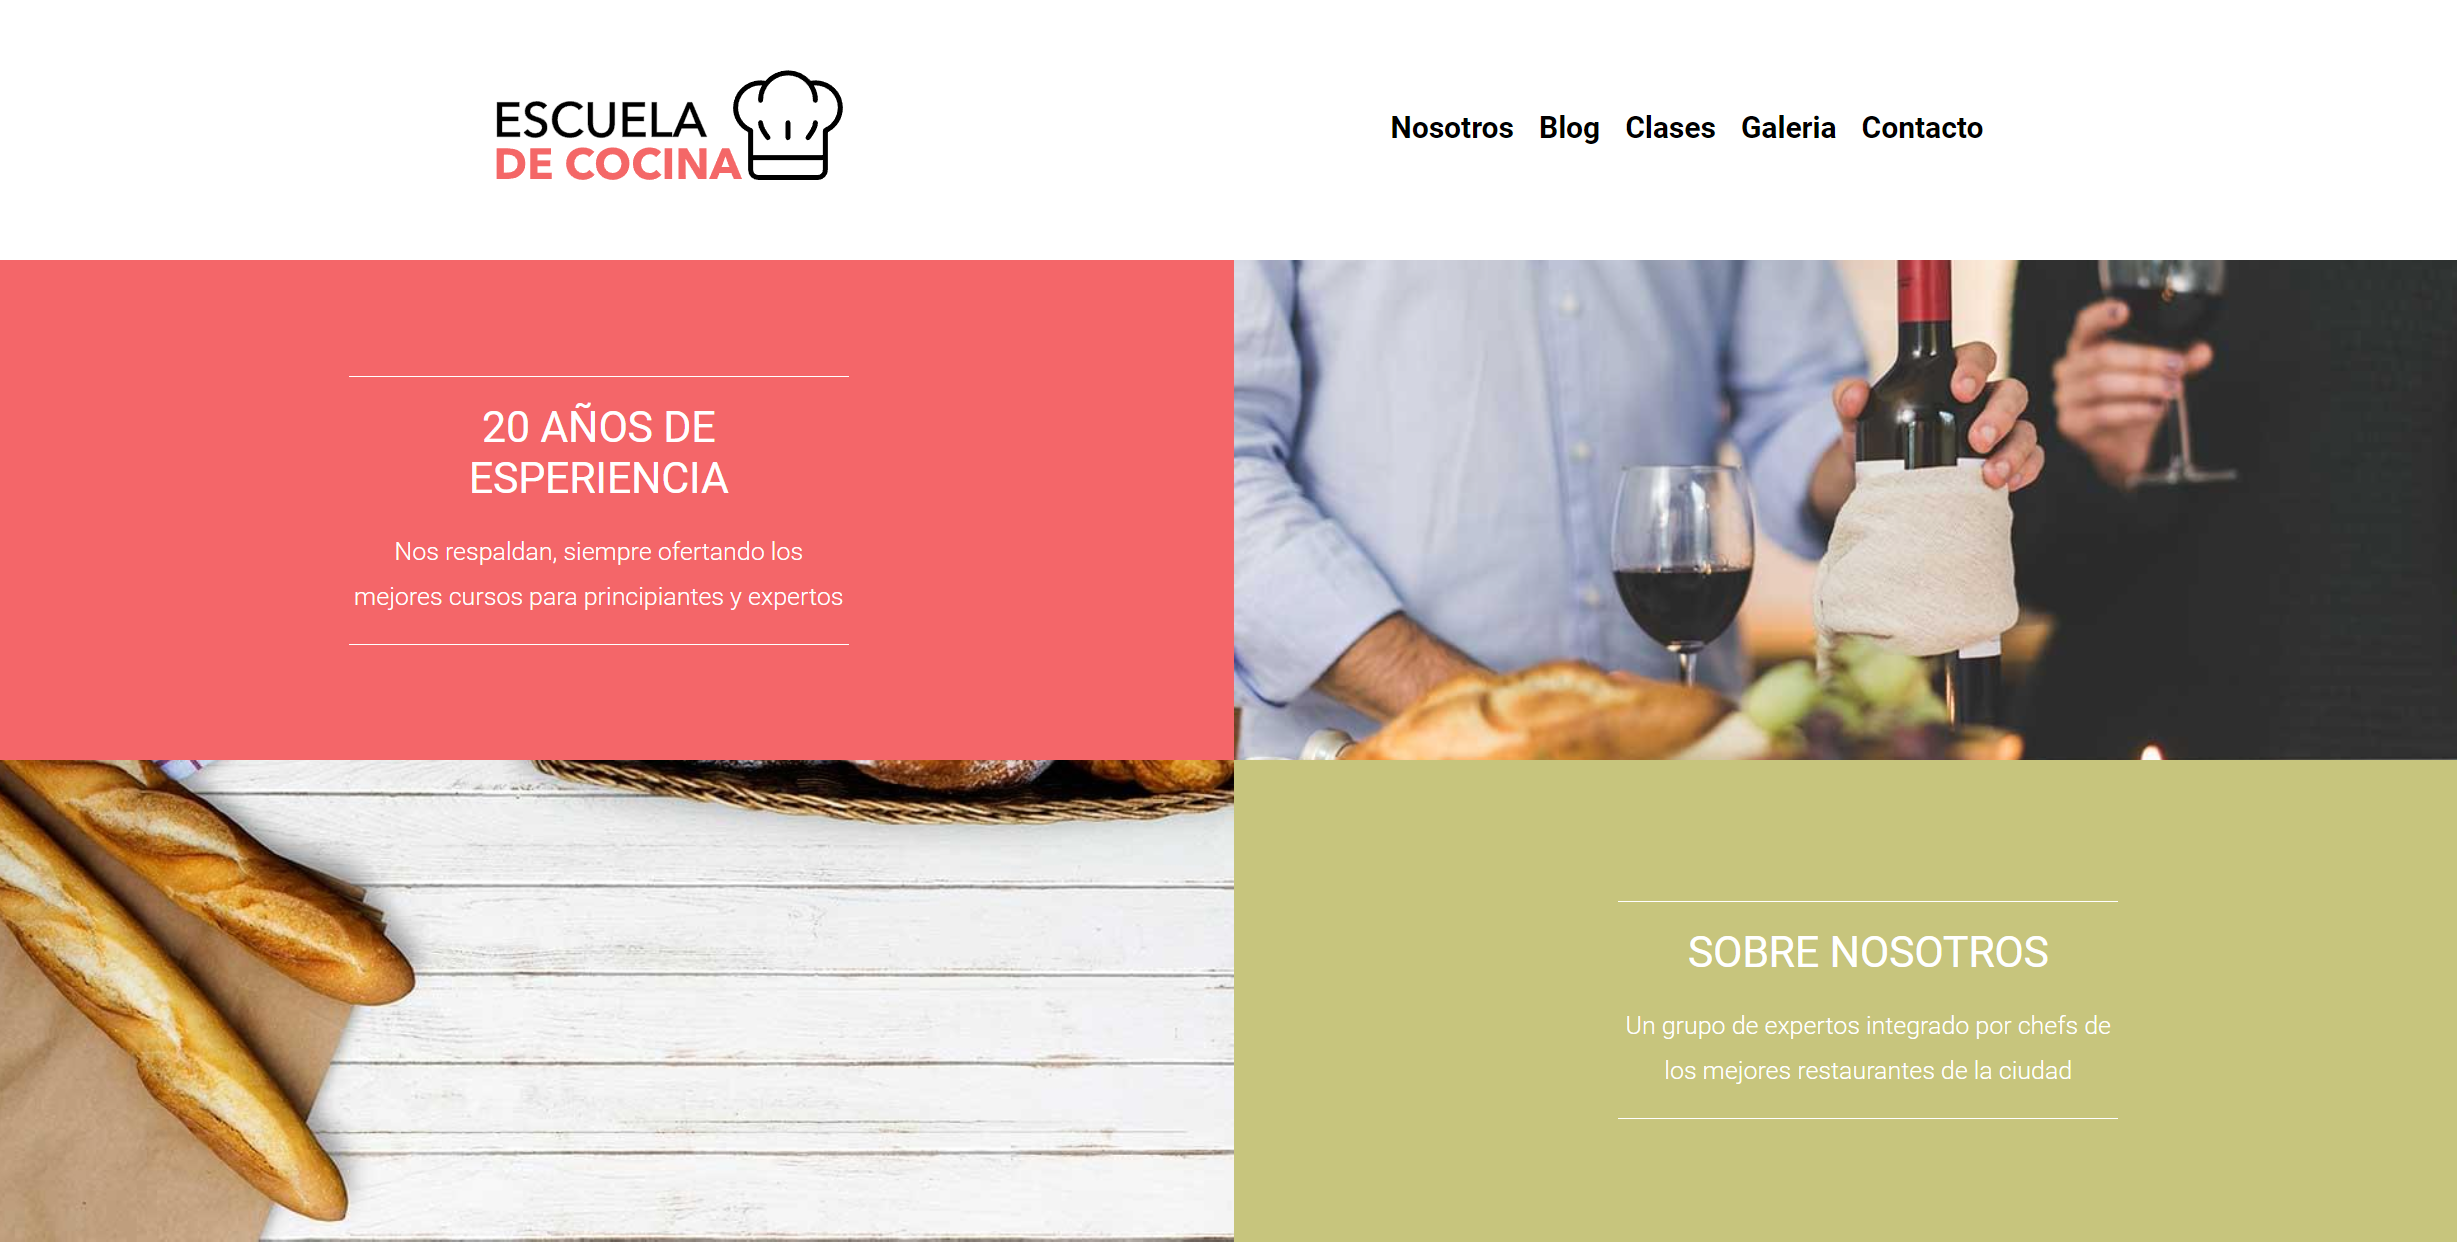 ESCUELA
DE COCINA
Nosotros Blog Clases Galeria Contacto
20 AÑOS DE
ESPERIENCIA
Nos respaldan, siempre ofertando los
mejores cursos para principiantes y expertos
SOBRE NOSOTROS
Un grupo de expertos integrado por chefs de
los mejores restaurantes de la ciudad